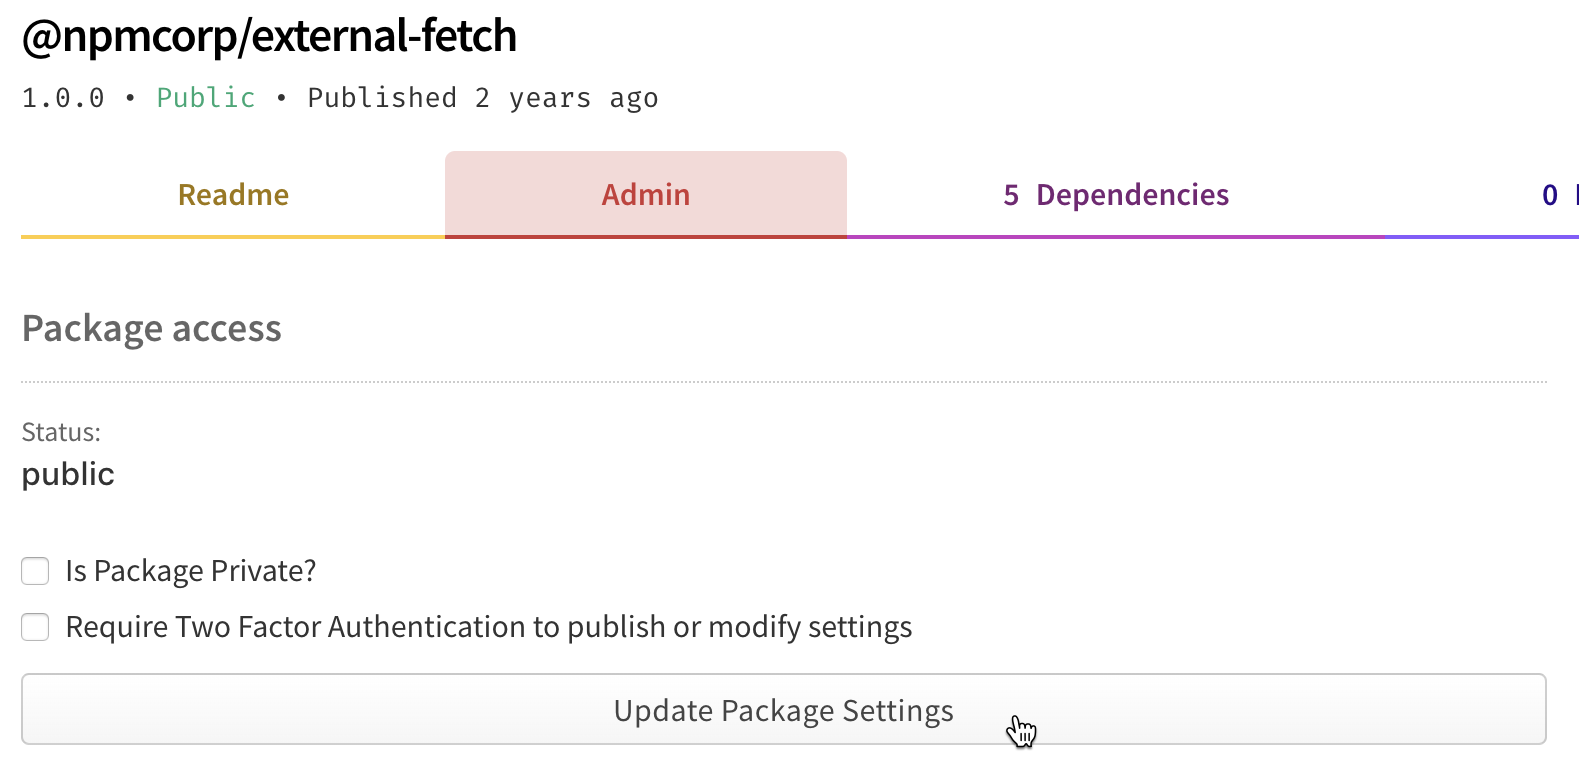 @npmcorp/external-fetch
1.0.0 • Public • Published 2 years ago
Readme
Admin
5 Dependencies
0
Package access
Status:
public
Is Package Private?
Require Two Factor Authentication to publish or modify settings
Update Package Settings